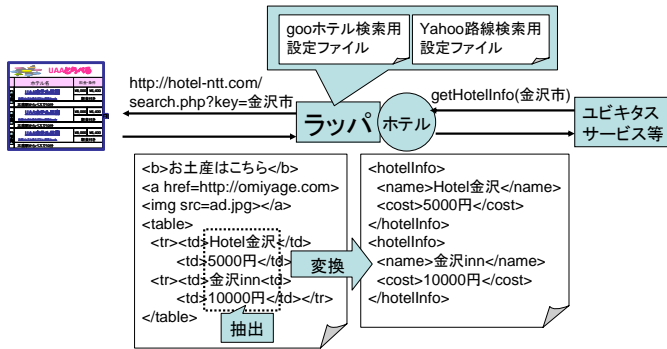 gooホテル検索用
設定ファイル
Yahoo路線検索用
設定ファイル
ホテル名
http://hotel-ntt.com/
search.php?key=金沢市
ラッパ
ホテル
getHotelInfo(金沢市)
ユビキタス
サービス等
<b>お土産はこちら</b>
<a href=http://omiyage.com>
<img src=ad.jpg></a>
<table>
<tr><td>Hotel金沢</td>
<td>5000円</td>
<tr><td>金沢inn<td>
<td>10000円</td></tr>
</table>
抽出
変換
<hotelInfo>
<name>Hotel金沢</name>
<cost>5000円</cost>
</hotelInfo>
<hotelInfo>
<name>金沢inn</name>
<cost>10000円</cost>
</hotelInfo>